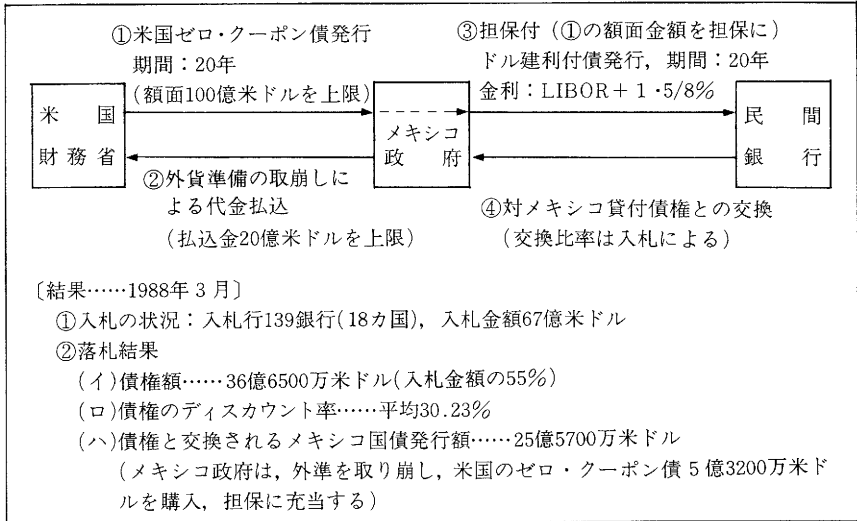 ①米国ゼロ・クーポン債発行
期間：20年
(額面100億米ドルを上限)
③担保付（①の額面金額を担保に）
ドル建利付債発行，期間：20年
金利：LIBOR＋1・5/8％
米国
財務省
メキシコ
政府
民間
銀行
②外貨準備の取崩しに
よる代金払込
(払込金20億米ドルを上限)
④対メキシコ貸付債権との交換
（交換比率は入札による）
〔結果……1988年3月〕
①入札の状況：入札行139銀行(18カ国)，入札金額67億米ドル
②落札結果
(イ)債権額……36億6500万米ドル(入札金額の55％)
(ロ)債権のディスカウント率……平均30.23％
(ハ)債権と交換されるメキシコ国債発行額……25億5700万米ドル
(メキシコ政府は，外準を取り崩し，米国のゼロ・クーポン債5億3200万米ド
ルを購入，担保に充当する)